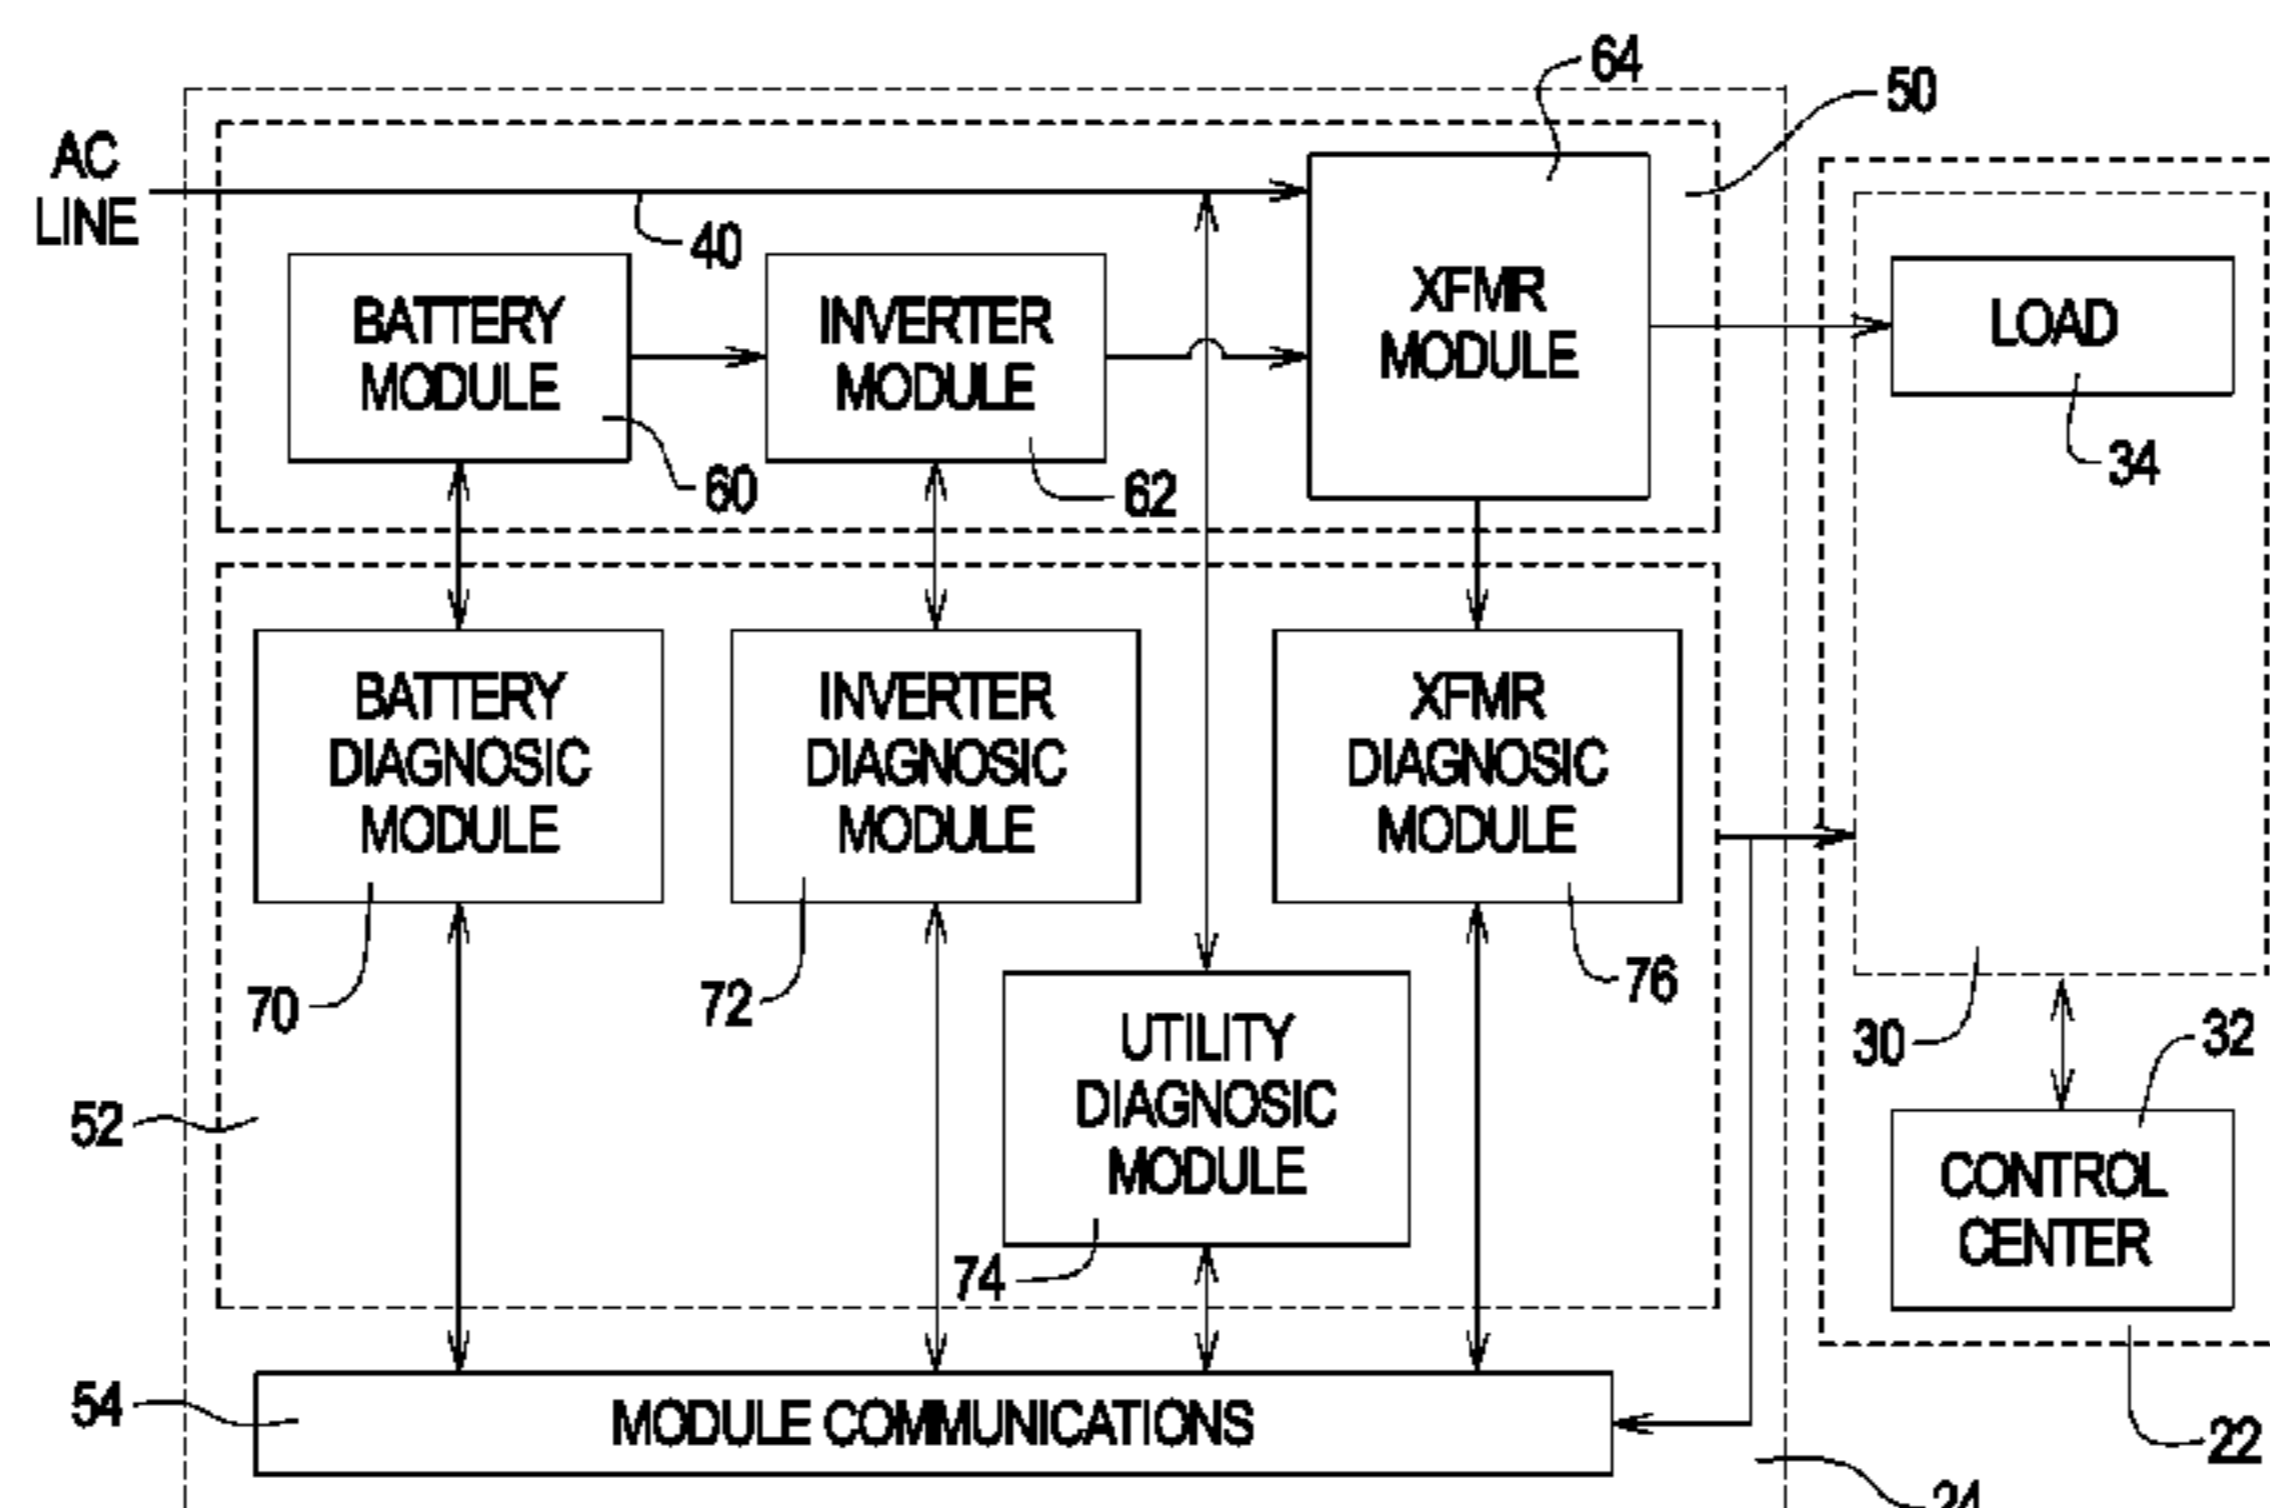 64
50
AC
LINE
40
BATTERY
MODULE
60
INVERTER
MODULE
62
XFMR
MODULE
LOAD
34
BATTERY
DIAGNOSIC
MODULE
70
INVERTER
DIAGNOSIC
MODULE
72
XFMR
DIAGNOSIC
MODULE
76
UTILITY
DIAGNOSIC
MODULE
74
30
32
CONTROL
CENTER
52
54
MODULE COMMUNICATIONS
22
24